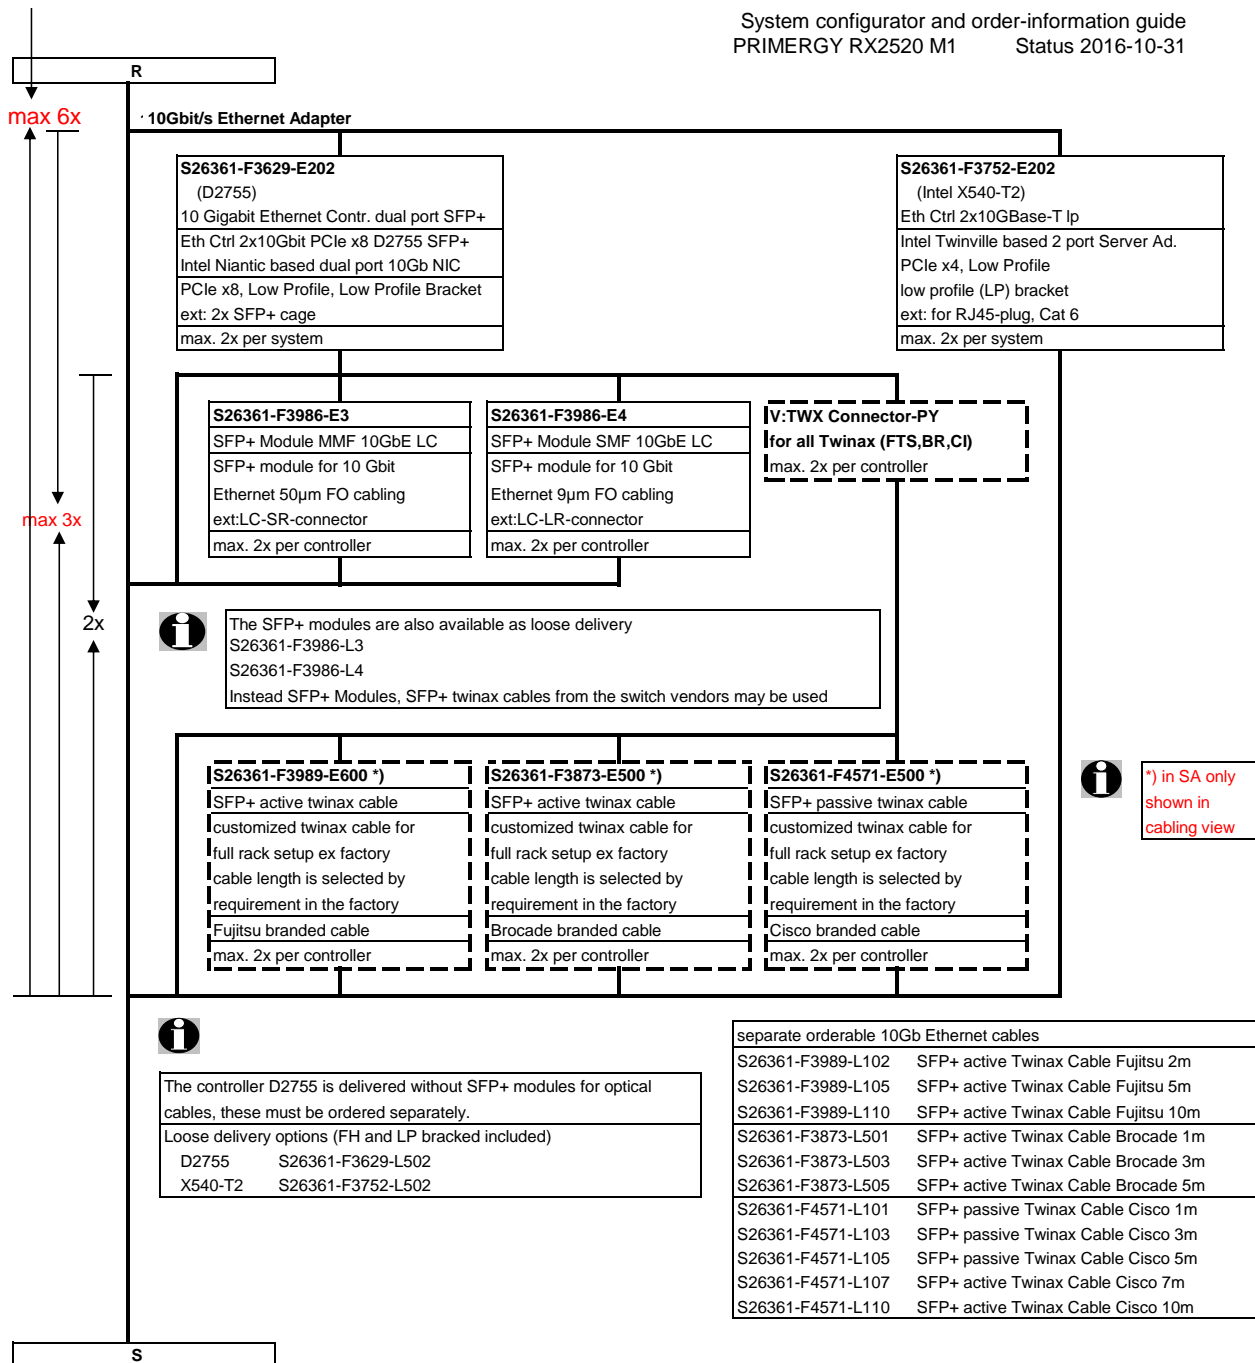 System configurator and order-information guide
PRIMERGY RX2520 M1 Status 2016-10-31
R
max 6x
10Gbit/s Ethernet Adapter
S26361-F3629-E202
(D2755)
10 Gigabit Ethernet Contr. dual port SFP+
Eth Ctrl 2x10Gbit PCIe x8 D2755 SFP+
Intel Niantic based dual port 10Gb NIC
PCIe x8, Low Profile, Low Profile Bracket
ext: 2x SFP+ cage
max. 2x per system
S26361-F3752-E202
(Intel X540-T2)
Eth Ctrl 2x10GBase-T lp
Intel Twinville based 2 port Server Ad.
PCIe x4, Low Profile
low profile (LP) bracket
ext: for RJ45-plug, Cat 6
max. 2x per system
S26361-F3986-E3
SFP+ Module MMF 10GbE LC
SFP+ module for 10 Gbit
Ethernet 50µm FO cabling
ext:LC-SR-connector
max. 2x per controller
S26361-F3986-E4
SFP+ Module SMF 10GbE LC
SFP+ module for 10 Gbit
Ethernet 9µm FO cabling
ext:LC-LR-connector
max. 2x per controller
V:TWX Connector-PY
for all Twinax (FTS,BR,CI)
max. 2x per controller
max 3x
2x
The SFP+ modules are also available as loose delivery
S26361-F3986-L3
S26361-F3986-L4
Instead SFP+ Modules, SFP+ twinax cables from the switch vendors may be used
S26361-F3989-E600 *)
SFP+ active twinax cable
customized twinax cable for
full rack setup ex factory
cable length is selected by
requirement in the factory
Fujitsu branded cable
max. 2x per controller
S26361-F3873-E500 *)
SFP+ active twinax cable
customized twinax cable for
full rack setup ex factory
cable length is selected by
requirement in the factory
Brocade branded cable
max. 2x per controller
S26361-F4571-E500 *)
SFP+ passive twinax cable
customized twinax cable for
full rack setup ex factory
cable length is selected by
requirement in the factory
Cisco branded cable
max. 2x per controller
*) in SA only
shown in
cabling view
The controller D2755 is delivered without SFP+ modules for optical
cables, these must be ordered separately.
Loose delivery options (FH and LP bracked included)
D2755 S26361-F3629-L502
X540-T2 S26361-F3752-L502
separate orderable 10Gb Ethernet cables
S26361-F3989-L102 SFP+ active Twinax Cable Fujitsu 2m
S26361-F3989-L105 SFP+ active Twinax Cable Fujitsu 5m
S26361-F3989-L110 SFP+ active Twinax Cable Fujitsu 10m
S26361-F3873-L501 SFP+ active Twinax Cable Brocade 1m
S26361-F3873-L503 SFP+ active Twinax Cable Brocade 3m
S26361-F3873-L505 SFP+ active Twinax Cable Brocade 5m
S26361-F4571-L101 SFP+ passive Twinax Cable Cisco 1m
S26361-F4571-L103 SFP+ passive Twinax Cable Cisco 3m
S26361-F4571-L105 SFP+ passive Twinax Cable Cisco 5m
S26361-F4571-L107 SFP+ active Twinax Cable Cisco 7m
S26361-F4571-L110 SFP+ active Twinax Cable Cisco 10m
S